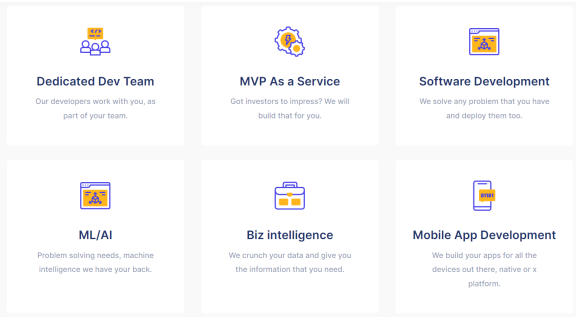 Dedicated Dev Team
Our developers work with you, as
part of your team.
MVP As a Service
Got investors to impress? We will
build that for you.
Software Development
We solve any problem that you have
and deploy them too.
ML/AI
Problem solving needs, machine
intelligence we have your back.
Biz intelligence
We crunch your data and give you
the information that you need.
01101
Mobile App Development
We build your apps for all the
devices out there, native or x
platform.